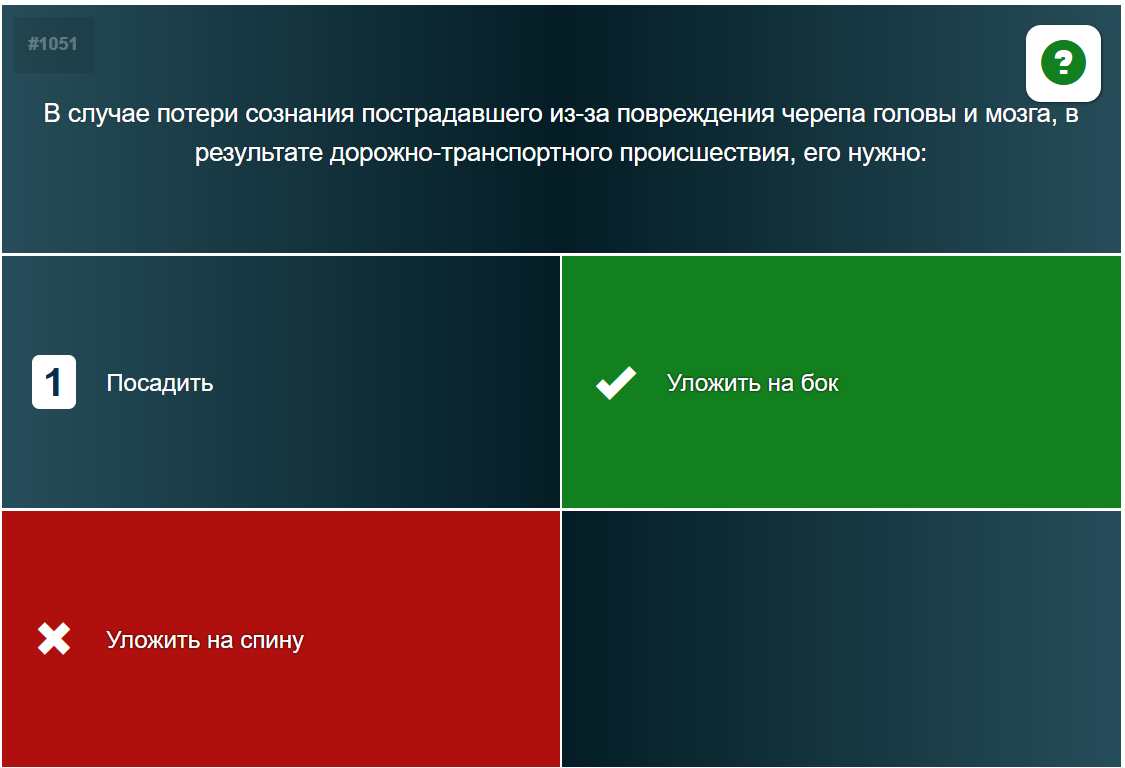 #1051
?
В случае потери сознания пострадавшего из-за повреждения черепа головы и мозга, в
результате дорожно-транспортного происшествия, его нужно:
1 Посадить
Уложить на бок
Уложить на спину